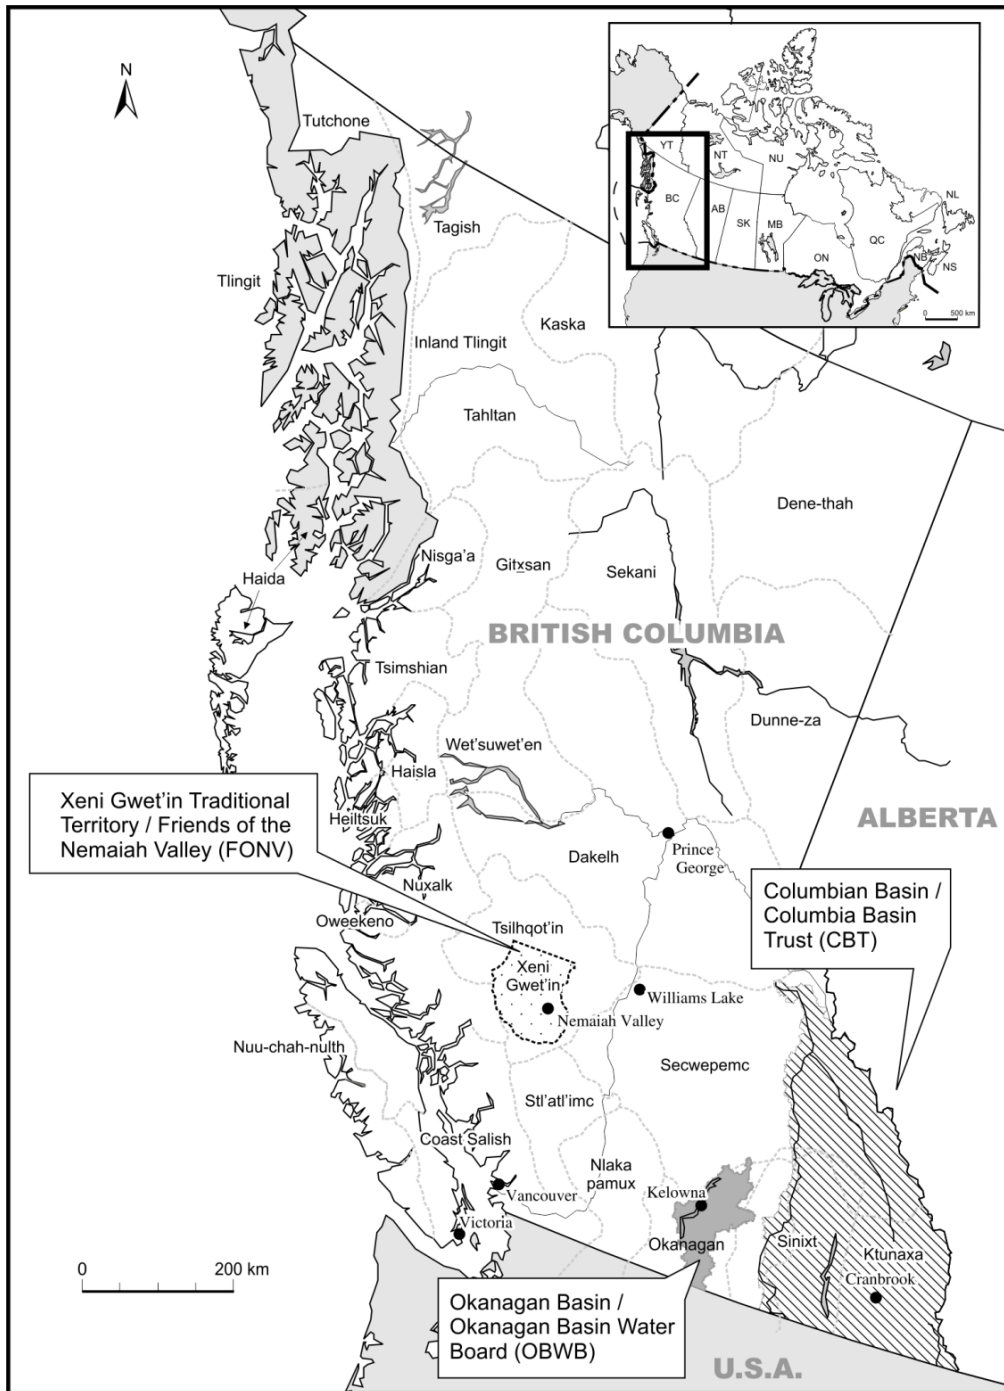 N
Tutchone
Tagish
Tlingit
Inland Tlingit
Kaska
Tahltan
YT
NT
NU
BC
AB
SK
MB
ON
QC
NL
NB
NS
0 500 km
Dene-thah
Nisga'a
Gitxsan
Sekani
Haida
BRITISH COLUMBIA
Tsimshian
Dunne-za
Wet'suwet'en
Haisla
Xeni Gwet'in Traditional
Territory / Friends of the
Nemaiah Valley (FONV)
Heiltsuk
ALBERTA
Prince
George
Dakelh
Nuxalk
Columbian Basin /
Columbia Basin
Trust (CBT)
Oweekeno
Tsilhqot'in
Xeni
Gwet'in
Williams Lake
Nemaiah Valley
Nuu-chah-nulth
Secwepemc
Stl'atl'imc
Coast Salish
Nlaka
pamux
Vancouver
Kelowna
Victoria
Okanagan
Sinixt
Ktunaxa
Cranbrook
0 200 km
Okanagan Basin /
Okanagan Basin Water
Board (OBWB)
U.S.A.